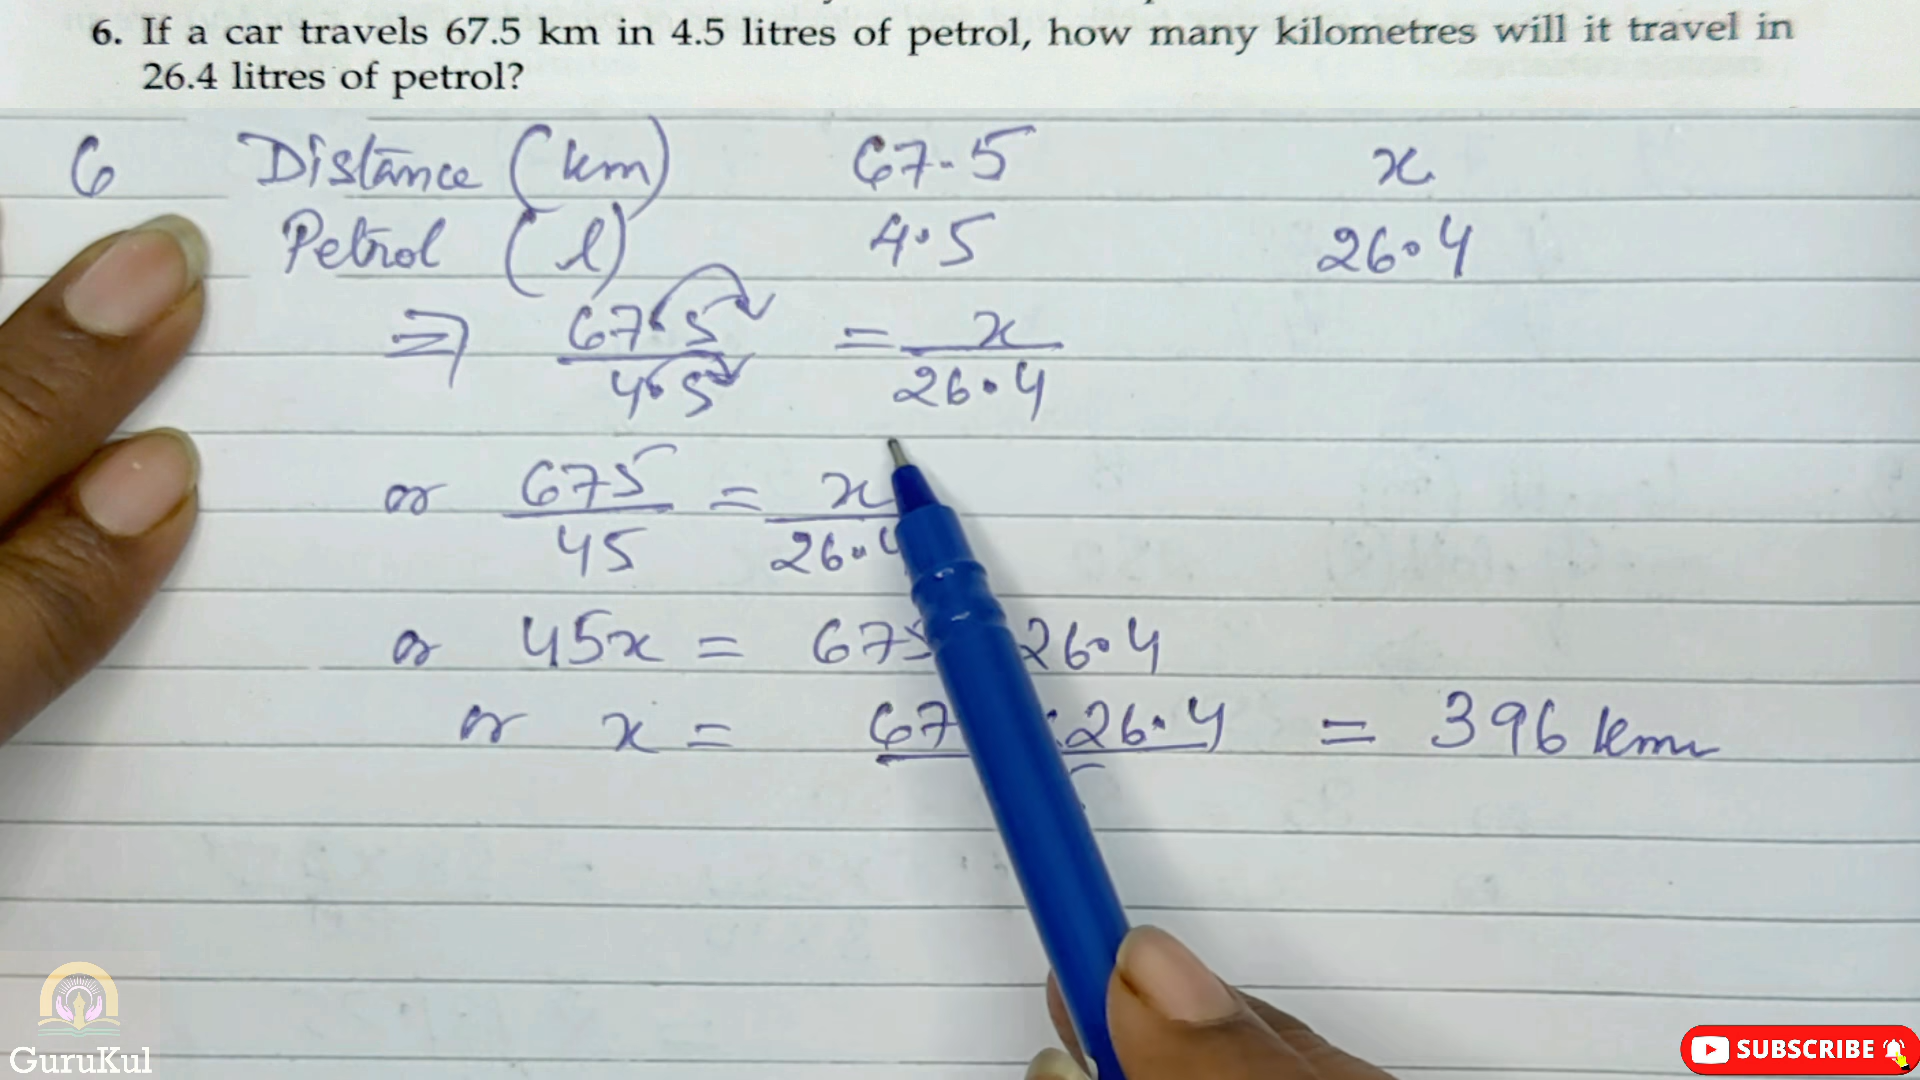 6. If a car travels 67.5 km in 4.5 litres of petrol, how many kilometres will it travel in
26.4 litres of petrol?
6 Distance (km) 67.5 x
Petrol (l) 4.5 26.4
⇒ 67.5/4.5 = x/26.4
or 675/45 = x/26.4
or 45x = 675 26.4
or x = 67 × 26.4 = 396 km
GuruKul
SUBSCRIBE